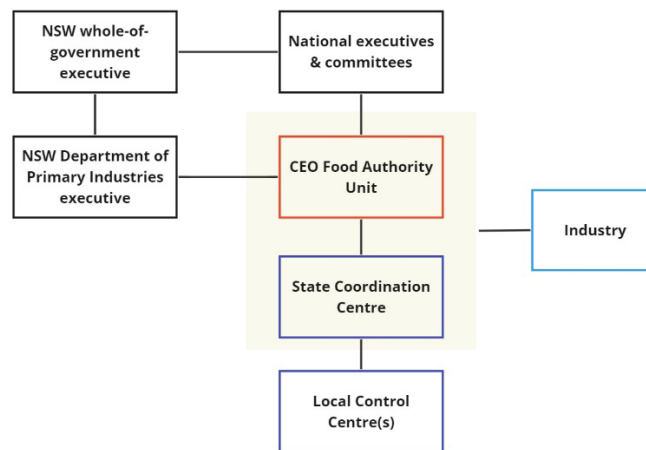 NSW whole-of-
government
executive
National executives
& committees
NSW Department of
Primary Industries
executive
CEO Food Authority
Unit
Industry
State Coordination
Centre
Local Control
Centre(s)